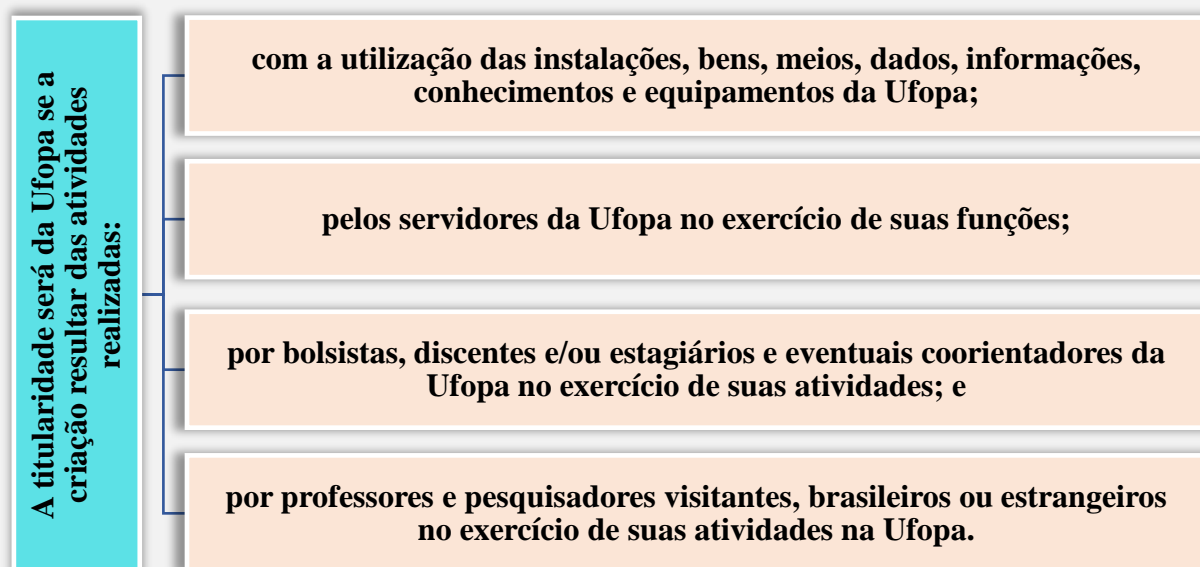 A titularidade será da Ufopa se a
criação resultar das atividades
realizadas:
com a utilização das instalações, bens, meios, dados, informações,
conhecimentos e equipamentos da Ufopa;
pelos servidores da Ufopa no exercício de suas funções;
por bolsistas, discentes e/ou estagiários e eventuais coorientadores da
Ufopa no exercício de suas atividades; e
por professores e pesquisadores visitantes, brasileiros ou estrangeiros
no exercício de suas atividades na Ufopa.